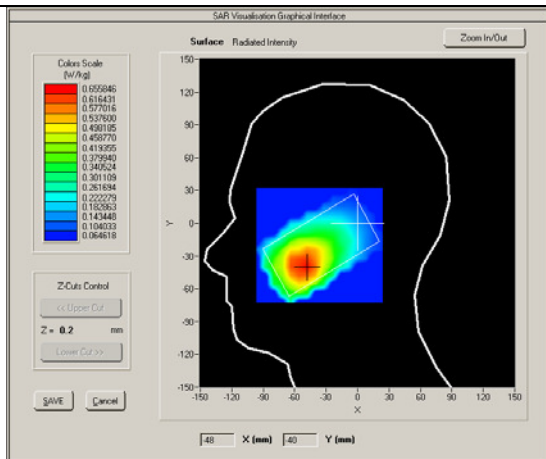 SAR Visualisation Graphical Interface
Surface Radiated Intensity
Zoom In/Out
Colors Scale
(W/kg)
0.655846
0.616431
0.577016
0.537600
0.498185
0.458770
0.419355
0.379940
0.340524
0.301109
0.261694
0.222279
0.182863
0.143448
0.104033
0.064618
Z-Cuts Control
<< Upper Cut
Z = 0.2 mm
Lower Cut >>
SAVE
Cancel
150
120
90
60
30
0
-30
-60
-90
-120
-150
Y
-150 -120 -90 -60 -30 0 30 60 90 120 150
X
-48 X (mm) -40 Y (mm)